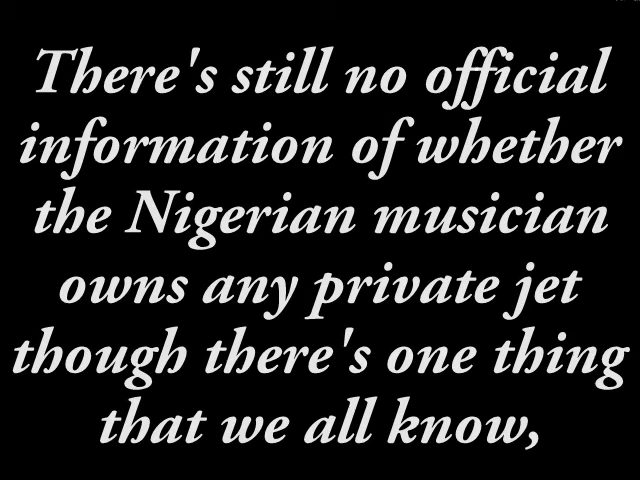 There's still no official
information of whether
the Nigerian musician
owns any private jet
though there's one thing
that we all know,